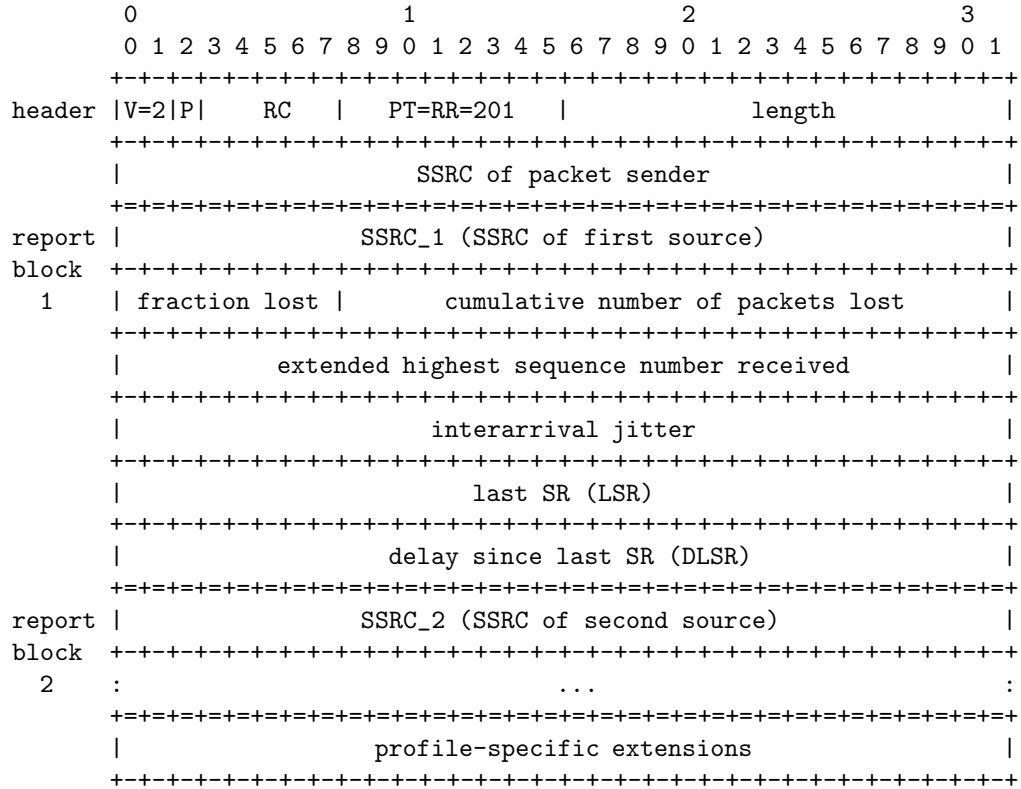 0                   1                   2                   3
        0 1 2 3 4 5 6 7 8 9 0 1 2 3 4 5 6 7 8 9 0 1 2 3 4 5 6 7 8 9 0 1
       +-+-+-+-+-+-+-+-+-+-+-+-+-+-+-+-+-+-+-+-+-+-+-+-+-+-+-+-+-+-+-+-+
header |V=2|P|    RC   |   PT=RR=201   |             length            |
       +-+-+-+-+-+-+-+-+-+-+-+-+-+-+-+-+-+-+-+-+-+-+-+-+-+-+-+-+-+-+-+-+
       |                     SSRC of packet sender                     |
       +=+=+=+=+=+=+=+=+=+=+=+=+=+=+=+=+=+=+=+=+=+=+=+=+=+=+=+=+=+=+=+=+
report |                 SSRC_1 (SSRC of first source)                 |
block  +-+-+-+-+-+-+-+-+-+-+-+-+-+-+-+-+-+-+-+-+-+-+-+-+-+-+-+-+-+-+-+-+
  1    | fraction lost |       cumulative number of packets lost       |
       +-+-+-+-+-+-+-+-+-+-+-+-+-+-+-+-+-+-+-+-+-+-+-+-+-+-+-+-+-+-+-+-+
       |           extended highest sequence number received           |
       +-+-+-+-+-+-+-+-+-+-+-+-+-+-+-+-+-+-+-+-+-+-+-+-+-+-+-+-+-+-+-+-+
       |                      interarrival jitter                      |
       +-+-+-+-+-+-+-+-+-+-+-+-+-+-+-+-+-+-+-+-+-+-+-+-+-+-+-+-+-+-+-+-+
       |                         last SR (LSR)                         |
       +-+-+-+-+-+-+-+-+-+-+-+-+-+-+-+-+-+-+-+-+-+-+-+-+-+-+-+-+-+-+-+-+
       |                   delay since last SR (DLSR)                  |
       +=+=+=+=+=+=+=+=+=+=+=+=+=+=+=+=+=+=+=+=+=+=+=+=+=+=+=+=+=+=+=+=+
report |                 SSRC_2 (SSRC of second source)                |
block  +-+-+-+-+-+-+-+-+-+-+-+-+-+-+-+-+-+-+-+-+-+-+-+-+-+-+-+-+-+-+-+-+
  2    :                               ...                             :
       +=+=+=+=+=+=+=+=+=+=+=+=+=+=+=+=+=+=+=+=+=+=+=+=+=+=+=+=+=+=+=+=+
       |                  profile-specific extensions                  |
       +-+-+-+-+-+-+-+-+-+-+-+-+-+-+-+-+-+-+-+-+-+-+-+-+-+-+-+-+-+-+-+-+